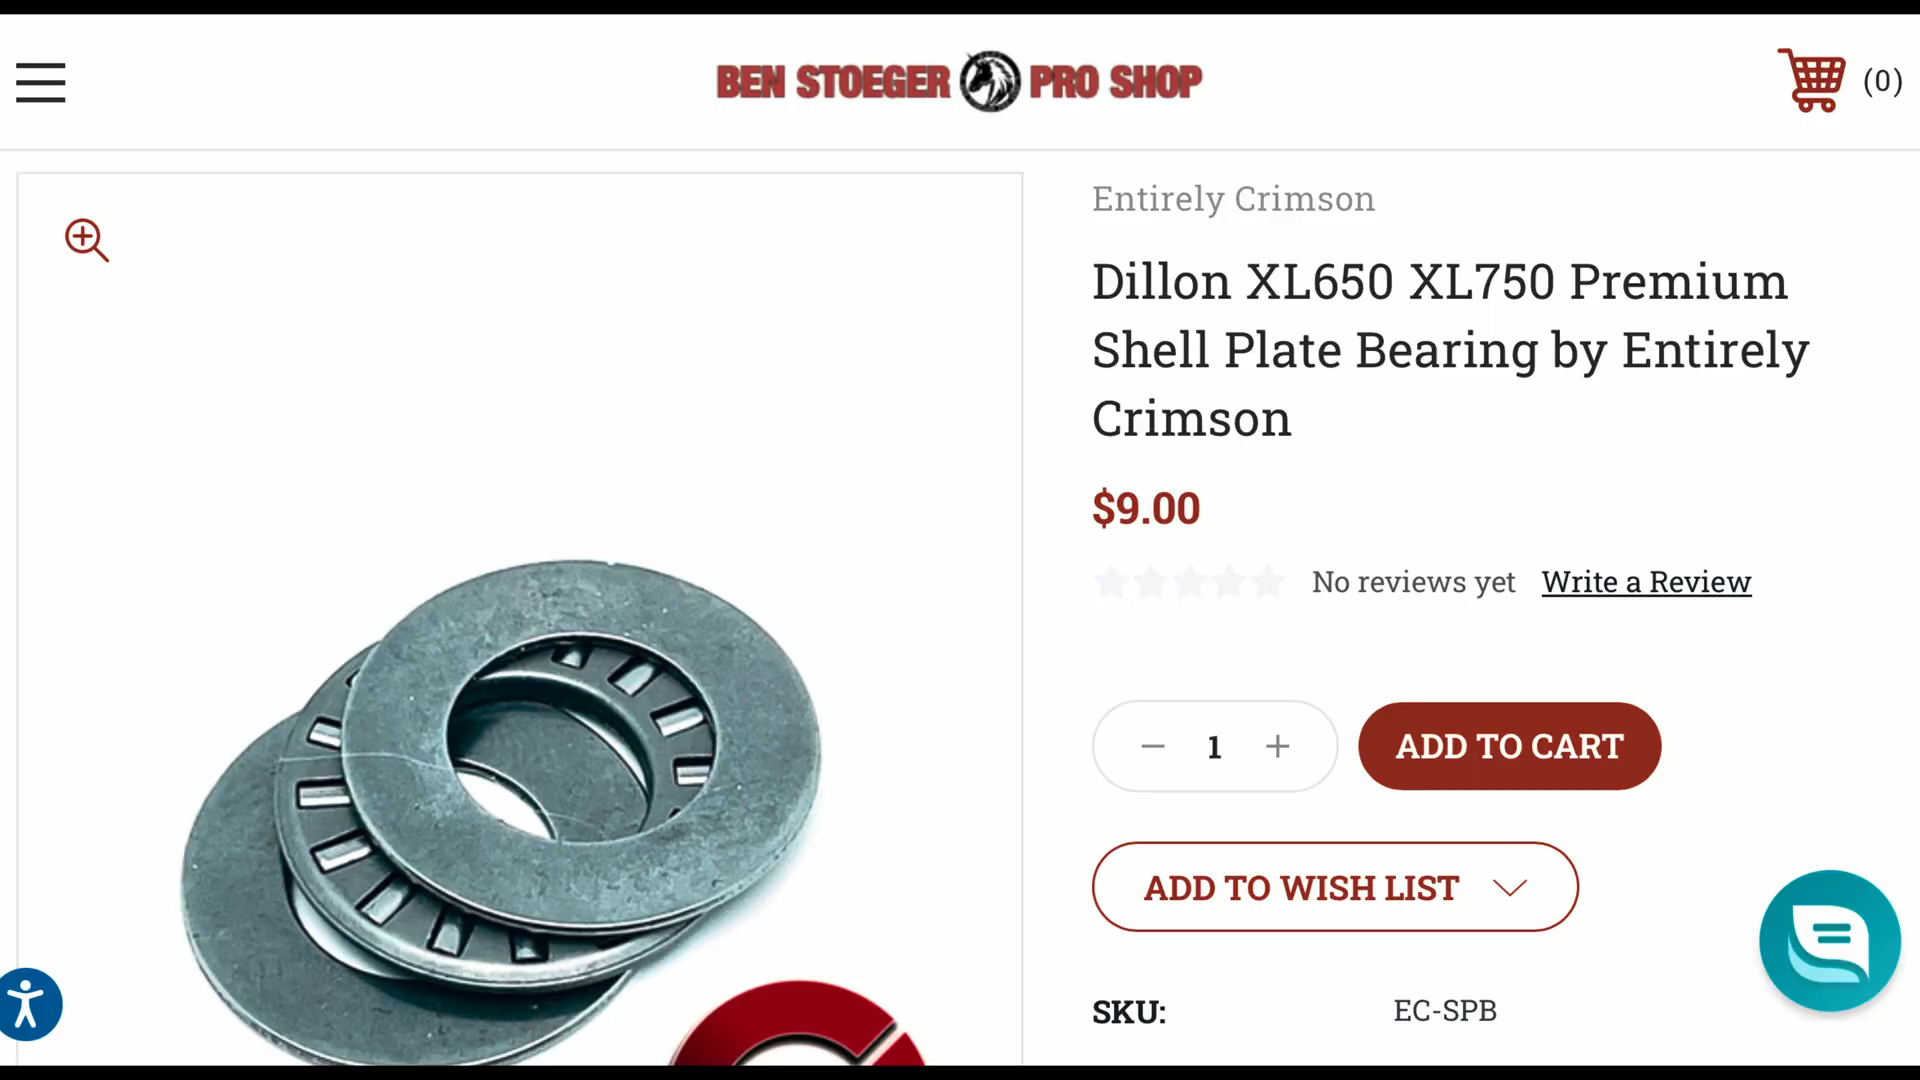 BEN STOEGER PRO SHOP
(0)
Entirely Crimson
Dillon XL650 XL750 Premium
Shell Plate Bearing by Entirely
Crimson
$9.00
No reviews yet Write a Review
− 1 + ADD TO CART
ADD TO WISH LIST
SKU: EC-SPB